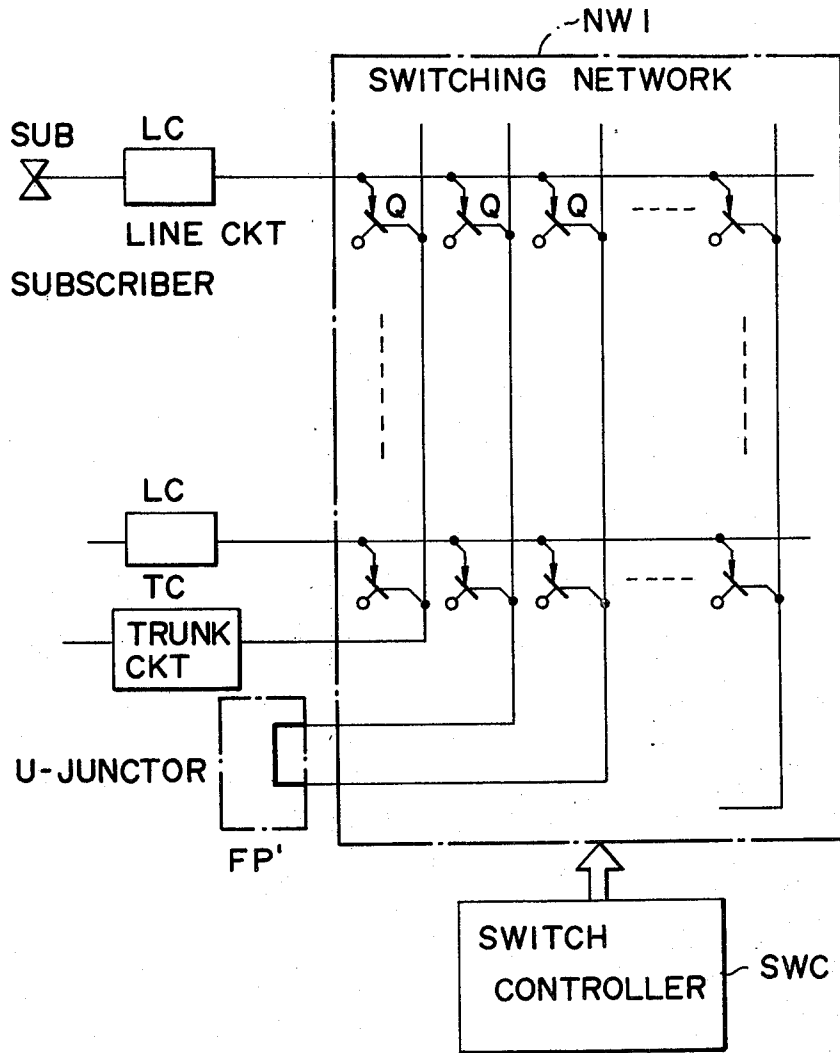 NW1
SWITCHING NETWORK
SUB
LC
Q Q Q
LINE CKT
SUBSCRIBER
LC
TC
TRUNK
CKT
U-JUNCTOR
FP'
SWITCH
CONTROLLER
SWC